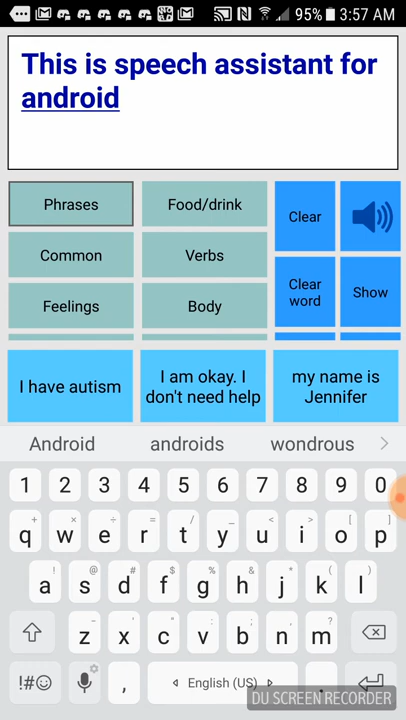 95% 3:57 AM
This is speech assistant for
android
Phrases Food/drink Clear
Common Verbs
Clear
word Show
Feelings Body
I have autism
I am okay. I
don't need help
my name is
Jennifer
Android androids wondrous
1 2 3 4 5 6 7 8 9 0
+ × ÷ = / _ < > [ ]
q w e r t y u i o p
! @ # $ % ^ & * ( )
a s d f g h j k l
- ' " : ; , ?
z x c v b n m
!#☺ , English (US) .
DU SCREEN RECORDER